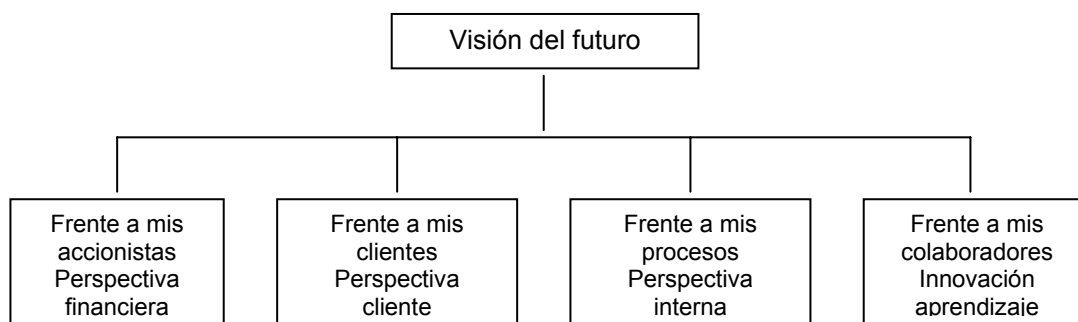 Visión del futuro
Frente a mis
accionistas
Perspectiva
financiera
Frente a mis
clientes
Perspectiva
cliente
Frente a mis
procesos
Perspectiva
interna
Frente a mis
colaboradores
Innovación
aprendizaje